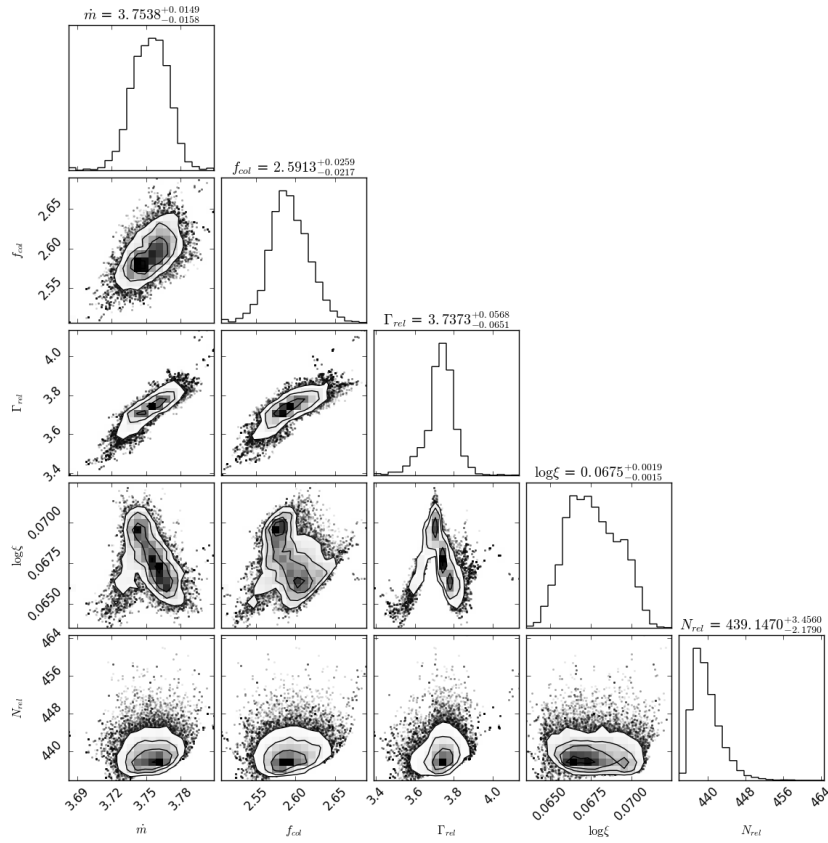 ṁ = 3.7538 +0.0149 −0.0158
f_col = 2.5913 +0.0259 −0.0217
2.65
2.60
2.55
f_col
Γ_rel = 3.7373 +0.0568 −0.0651
4.0
3.8
3.6
3.4
Γ_rel
logξ = 0.0675 +0.0019 −0.0015
0.0700
0.0675
0.0650
logξ
N_rel = 439.1470 +3.4560 −2.1790
464
456
448
440
N_rel
3.69 3.72 3.75 3.78 2.55 2.60 2.65 3.4 3.6 3.8 4.0 0.0650 0.0675 0.0700 440 448 456 464
ṁ f_col Γ_rel logξ N_rel